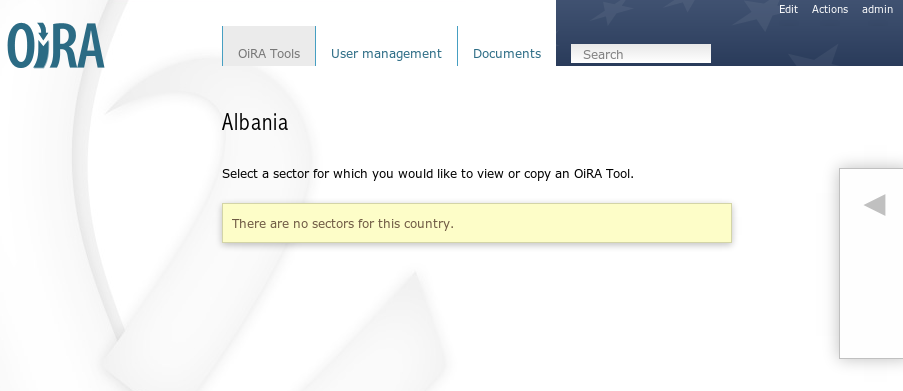 Edit Actions admin
OiRA
OiRA Tools User management Documents Search
Albania
Select a sector for which you would like to view or copy an OiRA Tool.
There are no sectors for this country.